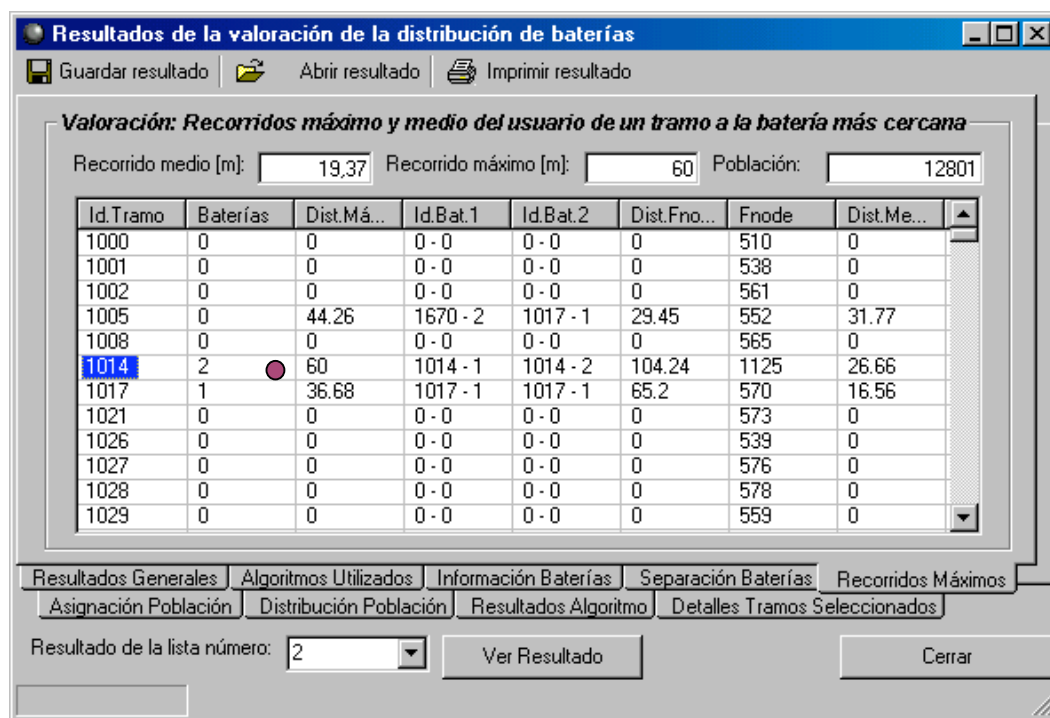 Resultados de la valoración de la distribución de baterías
Guardar resultado Abrir resultado Imprimir resultado
Valoración: Recorridos máximo y medio del usuario de un tramo a la batería más cercana
Recorrido medio [m]: 19,37 Recorrido máximo [m]: 60 Población: 12801
Id.Tramo Baterías Dist.Má... Id.Bat.1 Id.Bat.2 Dist.Fno... Fnode Dist.Me...
1000 0 0 0 - 0 0 - 0 0 510 0
1001 0 0 0 - 0 0 - 0 0 538 0
1002 0 0 0 - 0 0 - 0 0 561 0
1005 0 44.26 1670 - 2 1017 - 1 29.45 552 31.77
1008 0 0 0 - 0 0 - 0 0 565 0
1014 2 60 1014 - 1 1014 - 2 104.24 1125 26.66
1017 1 36.68 1017 - 1 1017 - 1 65.2 570 16.56
1021 0 0 0 - 0 0 - 0 0 573 0
1026 0 0 0 - 0 0 - 0 0 539 0
1027 0 0 0 - 0 0 - 0 0 576 0
1028 0 0 0 - 0 0 - 0 0 578 0
1029 0 0 0 - 0 0 - 0 0 559 0
Resultados Generales Algoritmos Utilizados Información Baterías Separación Baterías Recorridos Máximos
Asignación Población Distribución Población Resultados Algoritmo Detalles Tramos Seleccionados
Resultado de la lista número: 2 Ver Resultado Cerrar